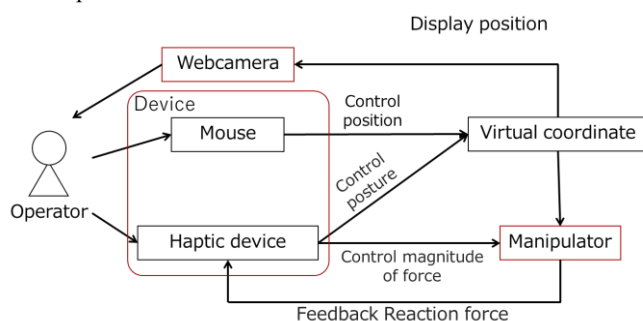 Display position
Webcamera
Device
Mouse
Control
position
Virtual coordinate
Control
posture
Operator
Haptic device
Control magnitude
of force
Manipulator
Feedback Reaction force